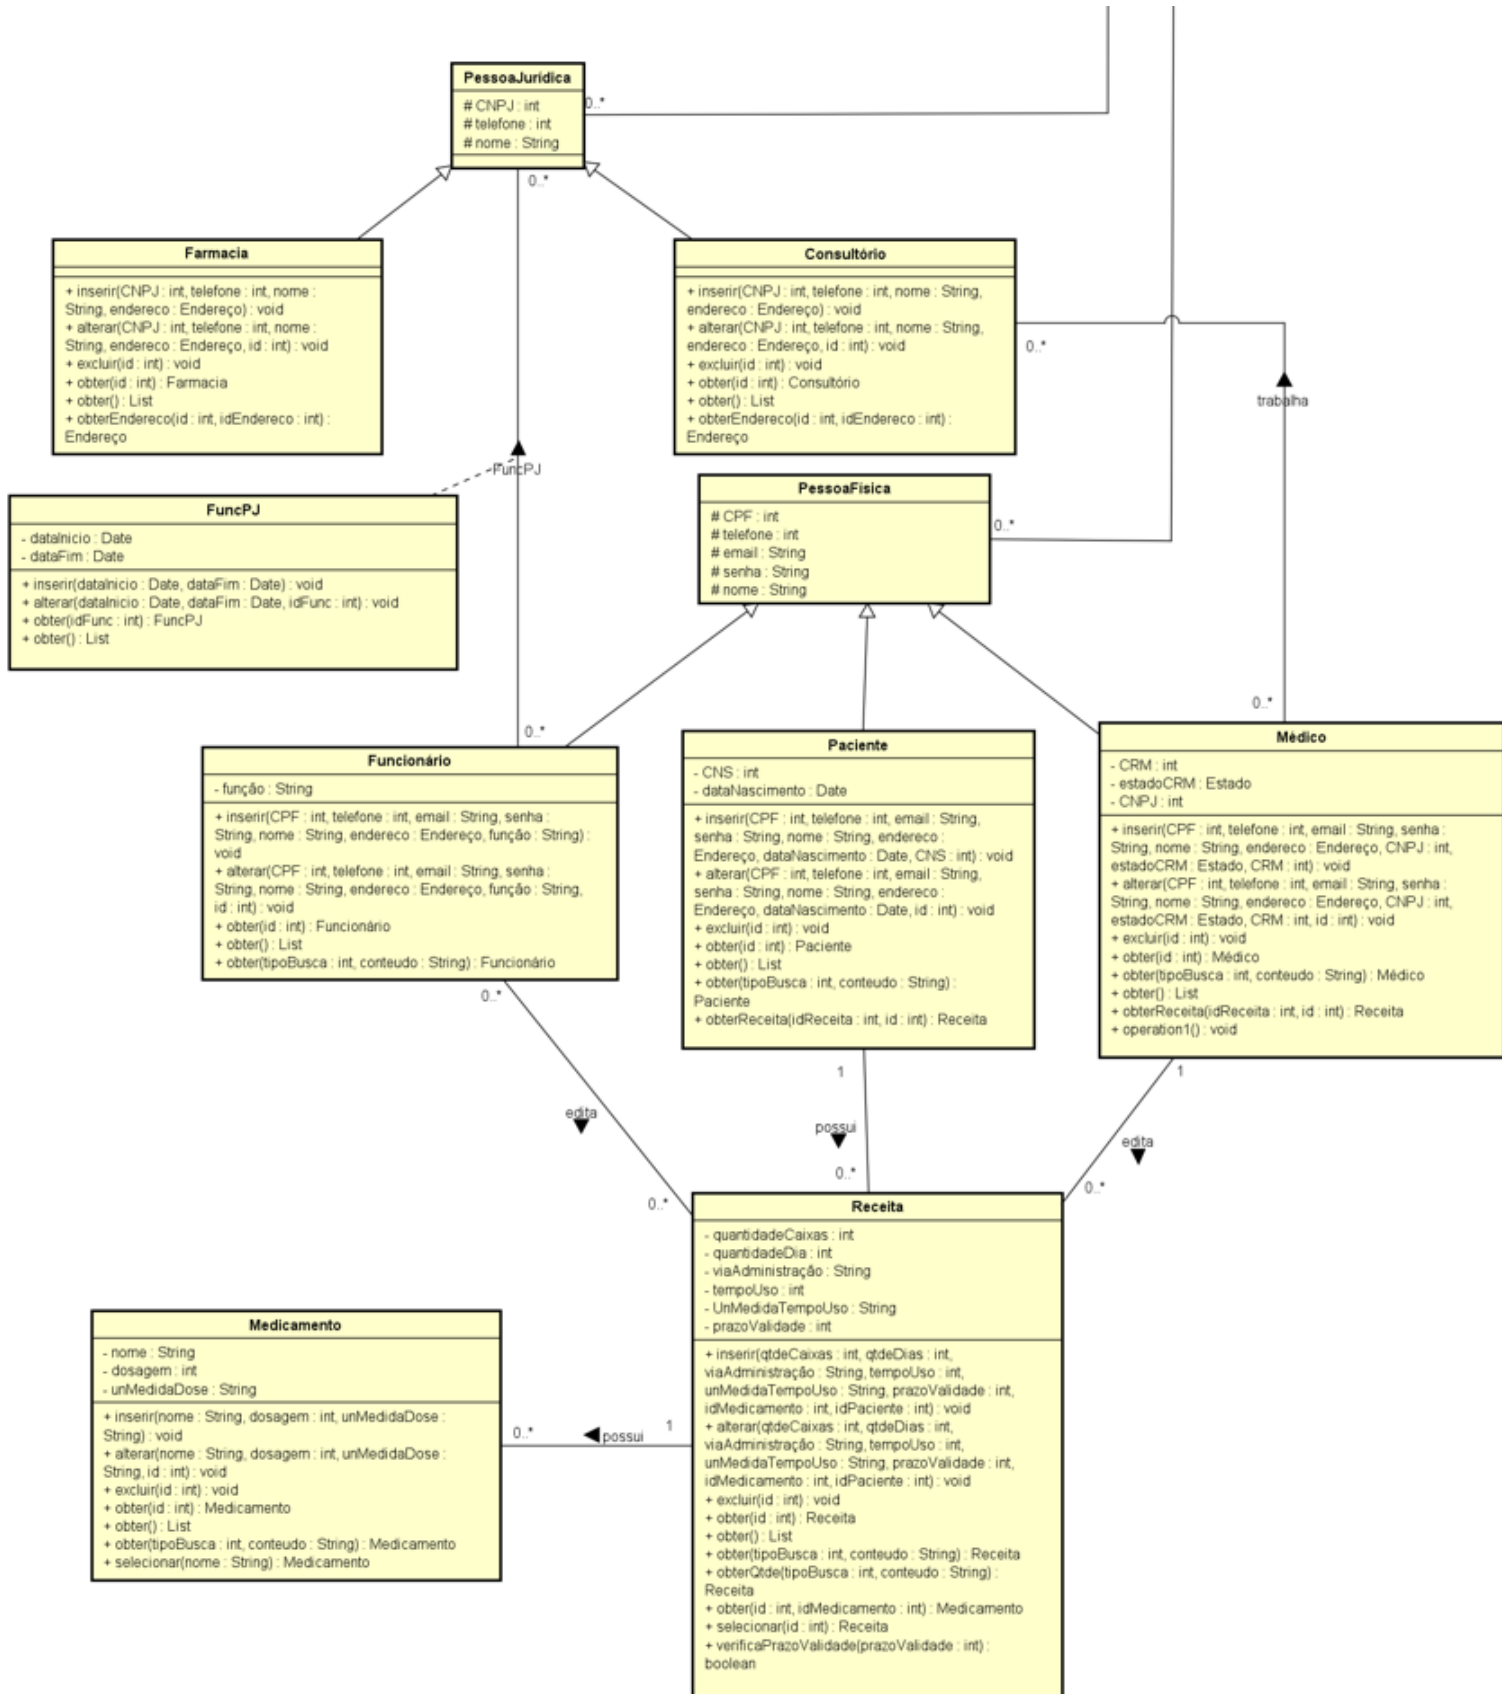 PessoaJurídica
# CNPJ : int
# telefone : int
# nome : String
0..*
0..*
Farmacia
+ inserir(CNPJ : int, telefone : int, nome :
String, endereco : Endereço) : void
+ alterar(CNPJ : int, telefone : int, nome :
String, endereco : Endereço, id : int) : void
+ excluir(id : int) : void
+ obter(id : int) : Farmacia
+ obter() : List
+ obterEndereco(id : int, idEndereco : int) :
Endereço
Consultório
+ inserir(CNPJ : int, telefone : int, nome : String,
endereco : Endereço) : void
+ alterar(CNPJ : int, telefone : int, nome : String,
endereco : Endereço, id : int) : void
+ excluir(id : int) : void
+ obter(id : int) : Consultório
+ obter() : List
+ obterEndereco(id : int, idEndereco : int) :
Endereço
0..*
trabalha
FuncPJ
FuncPJ
- dataInicio : Date
- dataFim : Date
+ inserir(dataInicio : Date, dataFim : Date) : void
+ alterar(dataInicio : Date, dataFim : Date, idFunc : int) : void
+ obter(idFunc : int) : FuncPJ
+ obter() : List
PessoaFisica
# CPF : int
# telefone : int
# email : String
# senha : String
# nome : String
0..*
0..*
0..*
Funcionário
- função : String
+ inserir(CPF : int, telefone : int, email : String, senha :
String, nome : String, endereco : Endereço, função : String) :
void
+ alterar(CPF : int, telefone : int, email : String, senha :
String, nome : String, endereco : Endereço, função : String,
id : int) : void
+ obter(id : int) : Funcionário
+ obter() : List
+ obter(tipoBusca : int, conteudo : String) : Funcionário
Paciente
- CNS : int
- dataNascimento : Date
+ inserir(CPF : int, telefone : int, email : String,
senha : String, nome : String, endereco :
Endereço, dataNascimento : Date, CNS : int) : void
+ alterar(CPF : int, telefone : int, email : String,
senha : String, nome : String, endereco :
Endereço, dataNascimento : Date, id : int) : void
+ excluir(id : int) : void
+ obter(id : int) : Paciente
+ obter() : List
+ obter(tipoBusca : int, conteudo : String) :
Paciente
+ obterReceita(idReceita : int, id : int) : Receita
Médico
- CRM : int
- estadoCRM : Estado
- CNPJ : int
+ inserir(CPF : int, telefone : int, email : String, senha :
String, nome : String, endereco : Endereço, CNPJ : int,
estadoCRM : Estado, CRM : int) : void
+ alterar(CPF : int, telefone : int, email : String, senha :
String, nome : String, endereco : Endereço, CNPJ : int,
estadoCRM : Estado, CRM : int, id : int) : void
+ excluir(id : int) : void
+ obter(id : int) : Médico
+ obter(tipoBusca : int, conteudo : String) : Médico
+ obter() : List
+ obterReceita(idReceita : int, id : int) : Receita
+ operation1() : void
0..*
edita
0..*
1
possui
0..*
1
edita
0..*
Receita
- quantidadeCaixas : int
- quantidadeDia : int
- viaAdministração : String
- tempoUso : int
- UnMedidaTempoUso : String
- prazoValidade : int
+ inserir(qtdeCaixas : int, qtdeDias : int,
viaAdministração : String, tempoUso : int,
unMedidaTempoUso : String, prazoValidade : int,
idMedicamento : int, idPaciente : int) : void
+ alterar(qtdeCaixas : int, qtdeDias : int,
viaAdministração : String, tempoUso : int,
unMedidaTempoUso : String, prazoValidade : int,
idMedicamento : int, idPaciente : int) : void
+ excluir(id : int) : void
+ obter(id : int) : Receita
+ obter() : List
+ obter(tipoBusca : int, conteudo : String) : Receita
+ obterQtde(tipoBusca : int, conteudo : String) :
Receita
+ obter(id : int, idMedicamento : int) : Medicamento
+ selecionar(id : int) : Receita
+ verificaPrazoValidade(prazoValidade : int) :
boolean
Medicamento
- nome : String
- dosagem : int
- unMedidaDose : String
+ inserir(nome : String, dosagem : int, unMedidaDose :
String) : void
+ alterar(nome : String, dosagem : int, unMedidaDose :
String, id : int) : void
+ excluir(id : int) : void
+ obter(id : int) : Medicamento
+ obter() : List
+ obter(tipoBusca : int, conteudo : String) : Medicamento
+ selecionar(nome : String) : Medicamento
0..*
possui
1